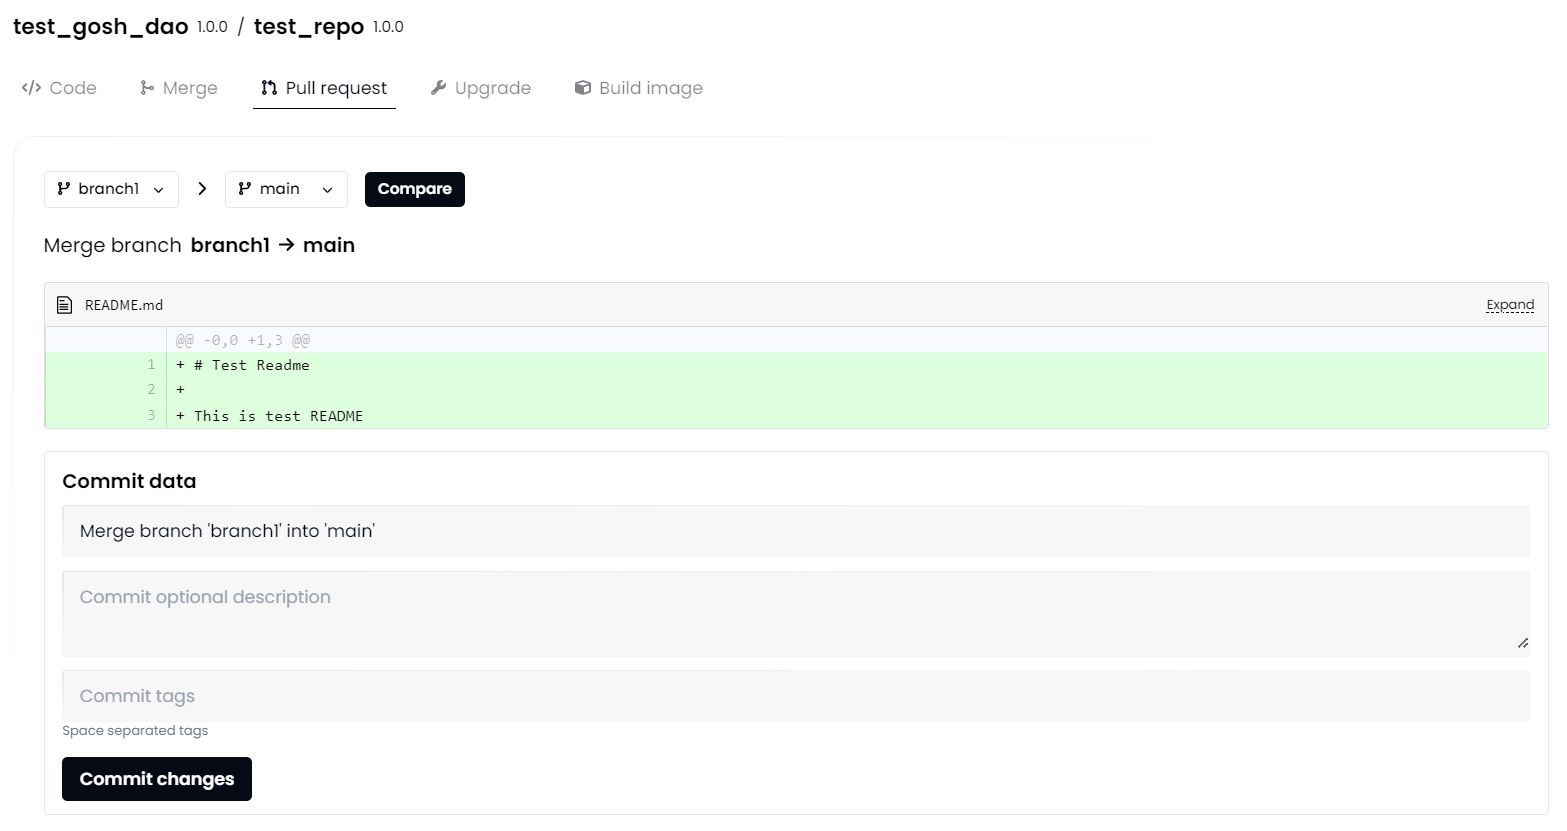 test_gosh_dao 1.0.0 / test_repo 1.0.0
</> Code Merge Pull request Upgrade Build image
branch1 > main Compare
Merge branch branch1 → main
README.md Expand
@@ -0,0 +1,3 @@
1 + # Test Readme
2 +
3 + This is test README
Commit data
Merge branch 'branch1' into 'main'
Commit optional description
Commit tags
Space separated tags
Commit changes